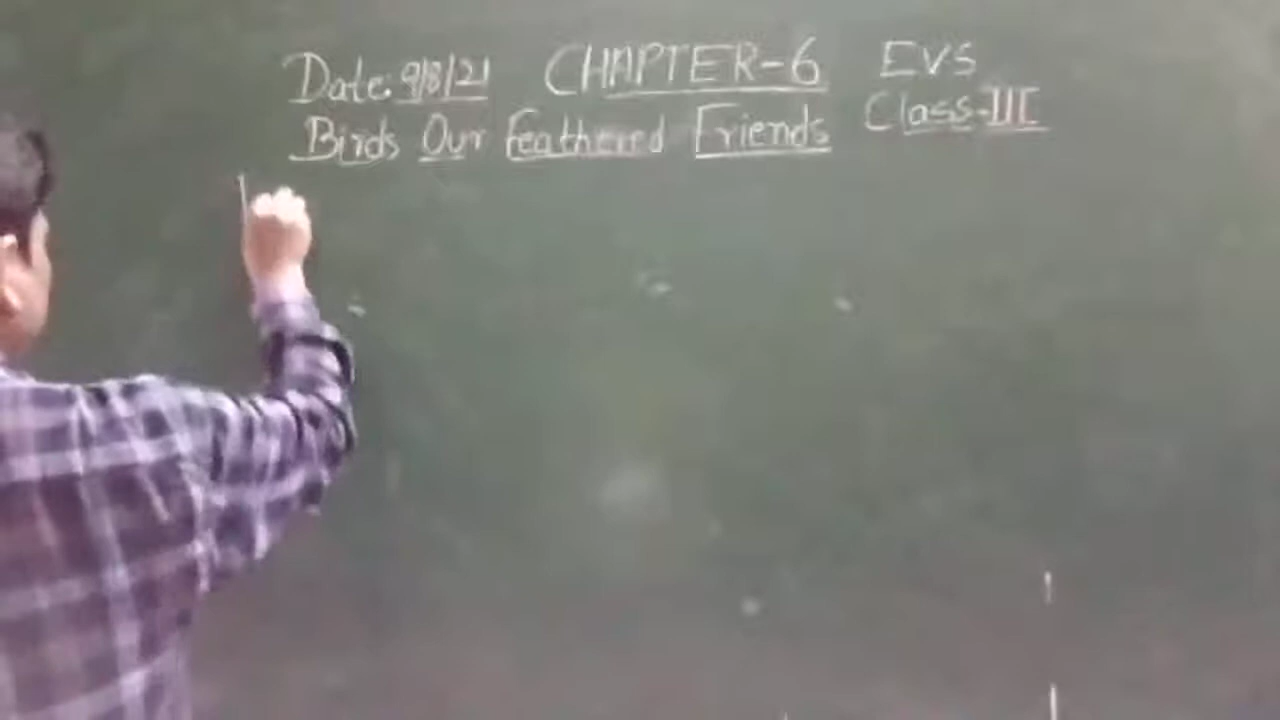 Date: 9/8/21 CHAPTER-6 EVS
Birds Our Feathered Friends Class-III